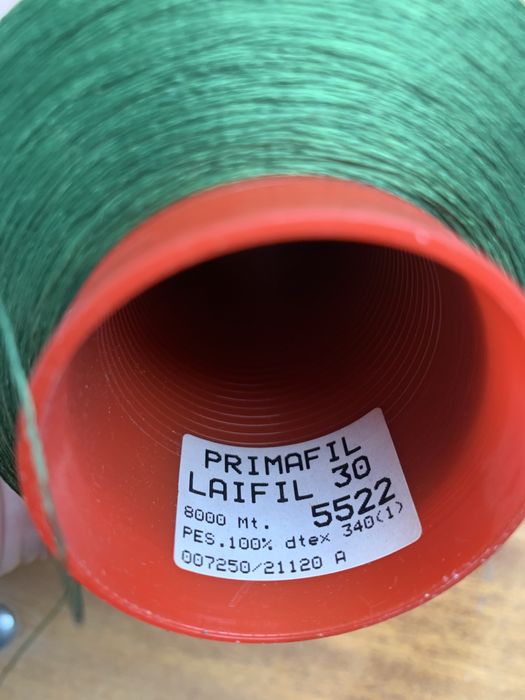 PRIMAFIL
LAIFIL 30
8000 Mt. 5522
PES.100% dtex 340(1)
007250/21120 A